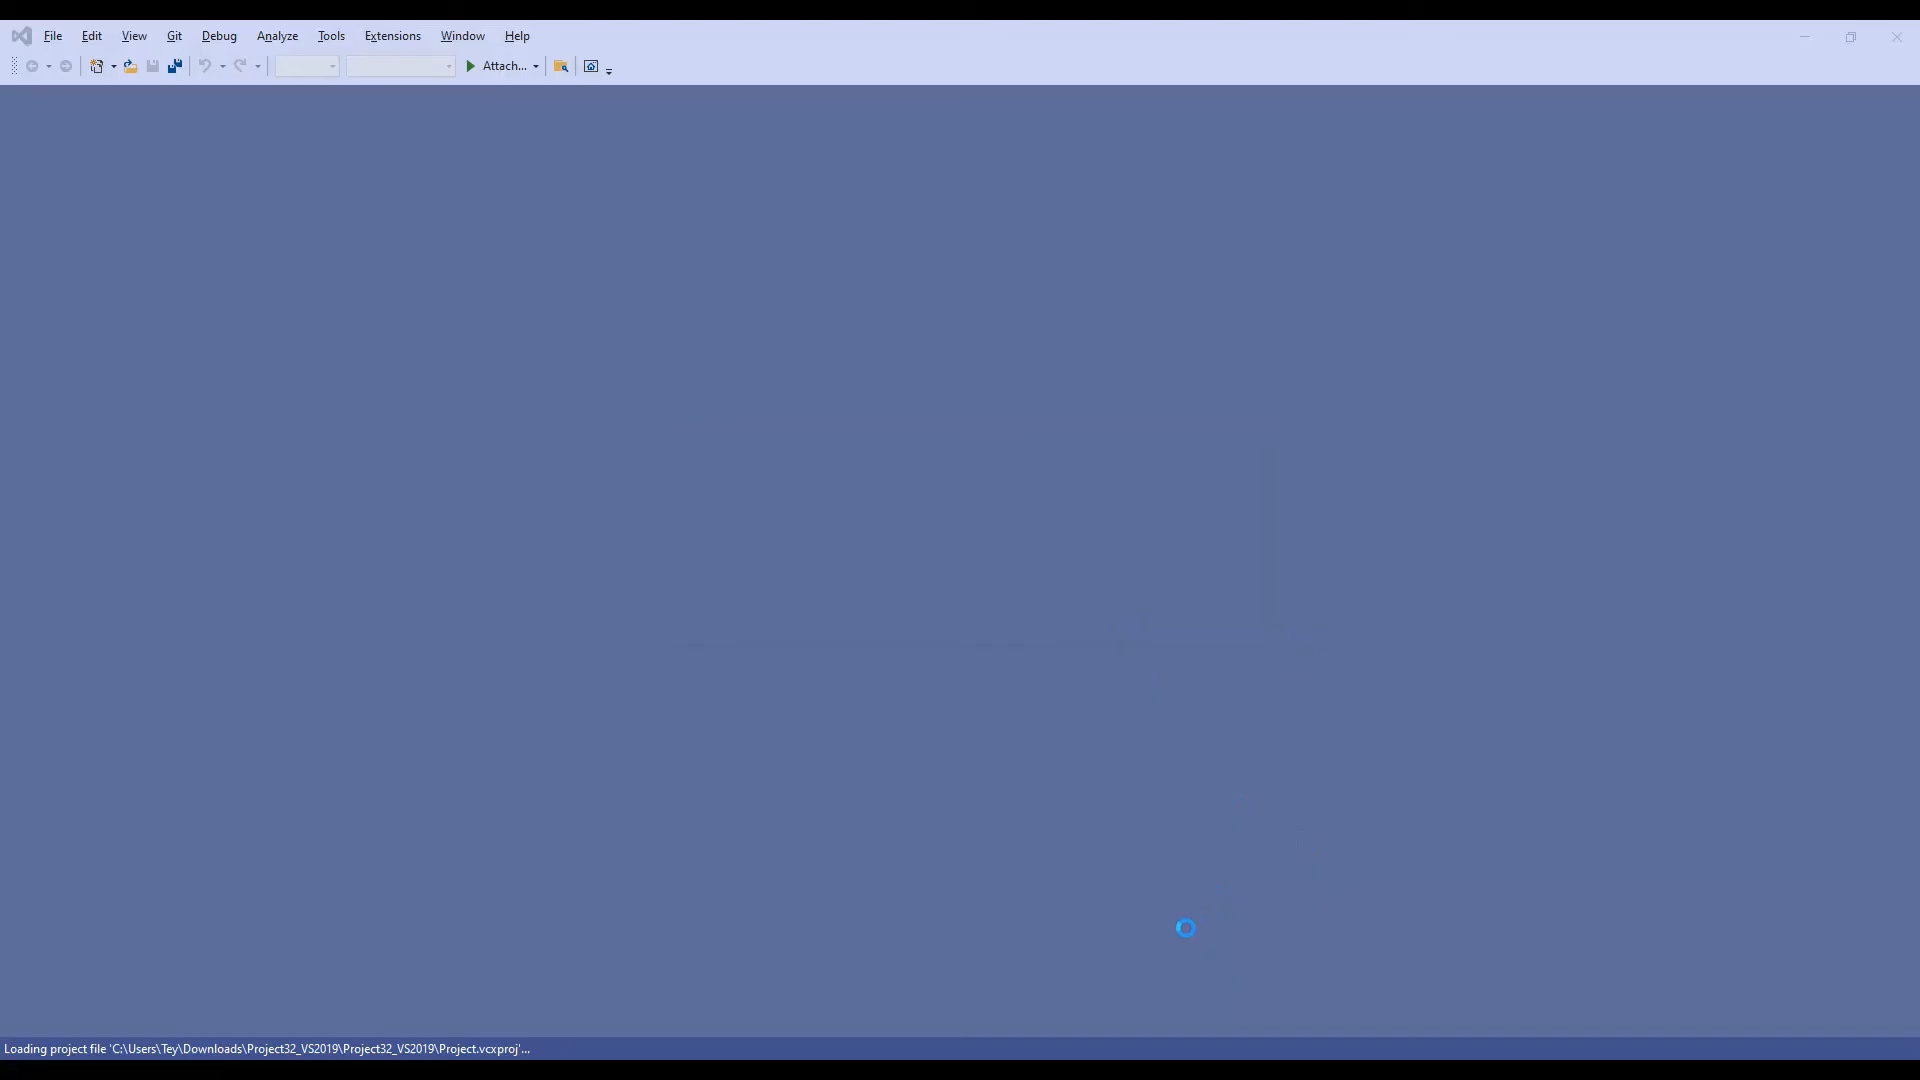 File Edit View Git Debug Analyze Tools Extensions Window Help
Attach...
Loading project file 'C:\Users\Tey\Downloads\Project32_VS2019\Project32_VS2019\Project.vcxproj'...